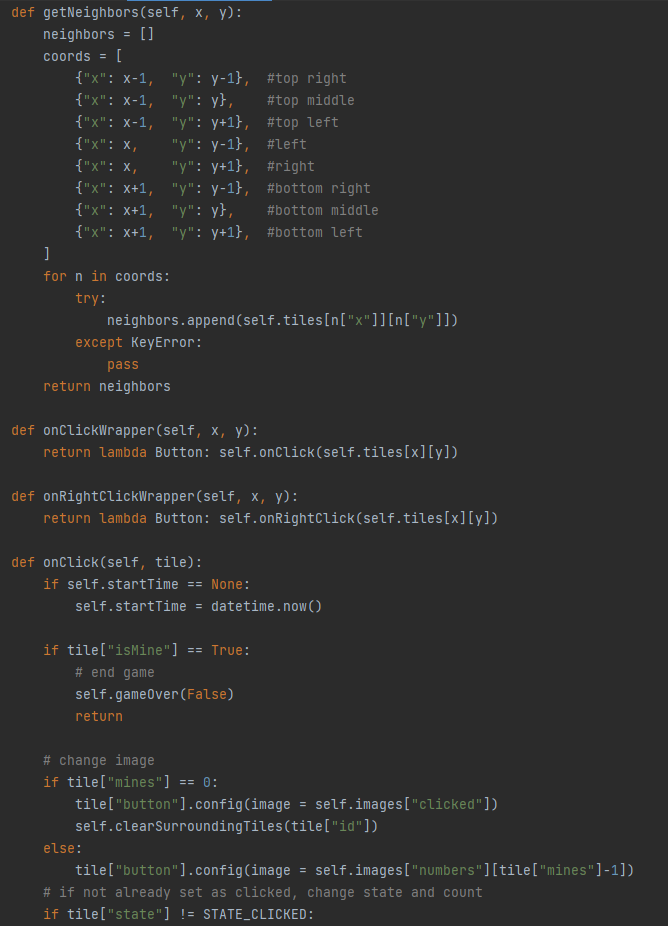 def getNeighbors(self, x, y):
    neighbors = []
    coords = [
        {"x": x-1,  "y": y-1},  #top right
        {"x": x-1,  "y": y},    #top middle
        {"x": x-1,  "y": y+1},  #top left
        {"x": x,    "y": y-1},  #left
        {"x": x,    "y": y+1},  #right
        {"x": x+1,  "y": y-1},  #bottom right
        {"x": x+1,  "y": y},    #bottom middle
        {"x": x+1,  "y": y+1},  #bottom left
    ]
    for n in coords:
        try:
            neighbors.append(self.tiles[n["x"]][n["y"]])
        except KeyError:
            pass
    return neighbors

def onClickWrapper(self, x, y):
    return lambda Button: self.onClick(self.tiles[x][y])

def onRightClickWrapper(self, x, y):
    return lambda Button: self.onRightClick(self.tiles[x][y])

def onClick(self, tile):
    if self.startTime == None:
        self.startTime = datetime.now()

    if tile["isMine"] == True:
        # end game
        self.gameOver(False)
        return

    # change image
    if tile["mines"] == 0:
        tile["button"].config(image = self.images["clicked"])
        self.clearSurroundingTiles(tile["id"])
    else:
        tile["button"].config(image = self.images["numbers"][tile["mines"]-1])
    # if not already set as clicked, change state and count
    if tile["state"] != STATE_CLICKED: